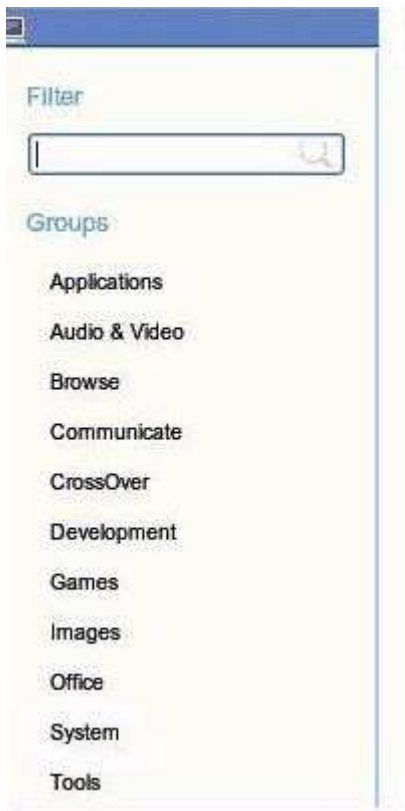 Filter
Groups
Applications
Audio & Video
Browse
Communicate
CrossOver
Development
Games
Images
Office
System
Tools